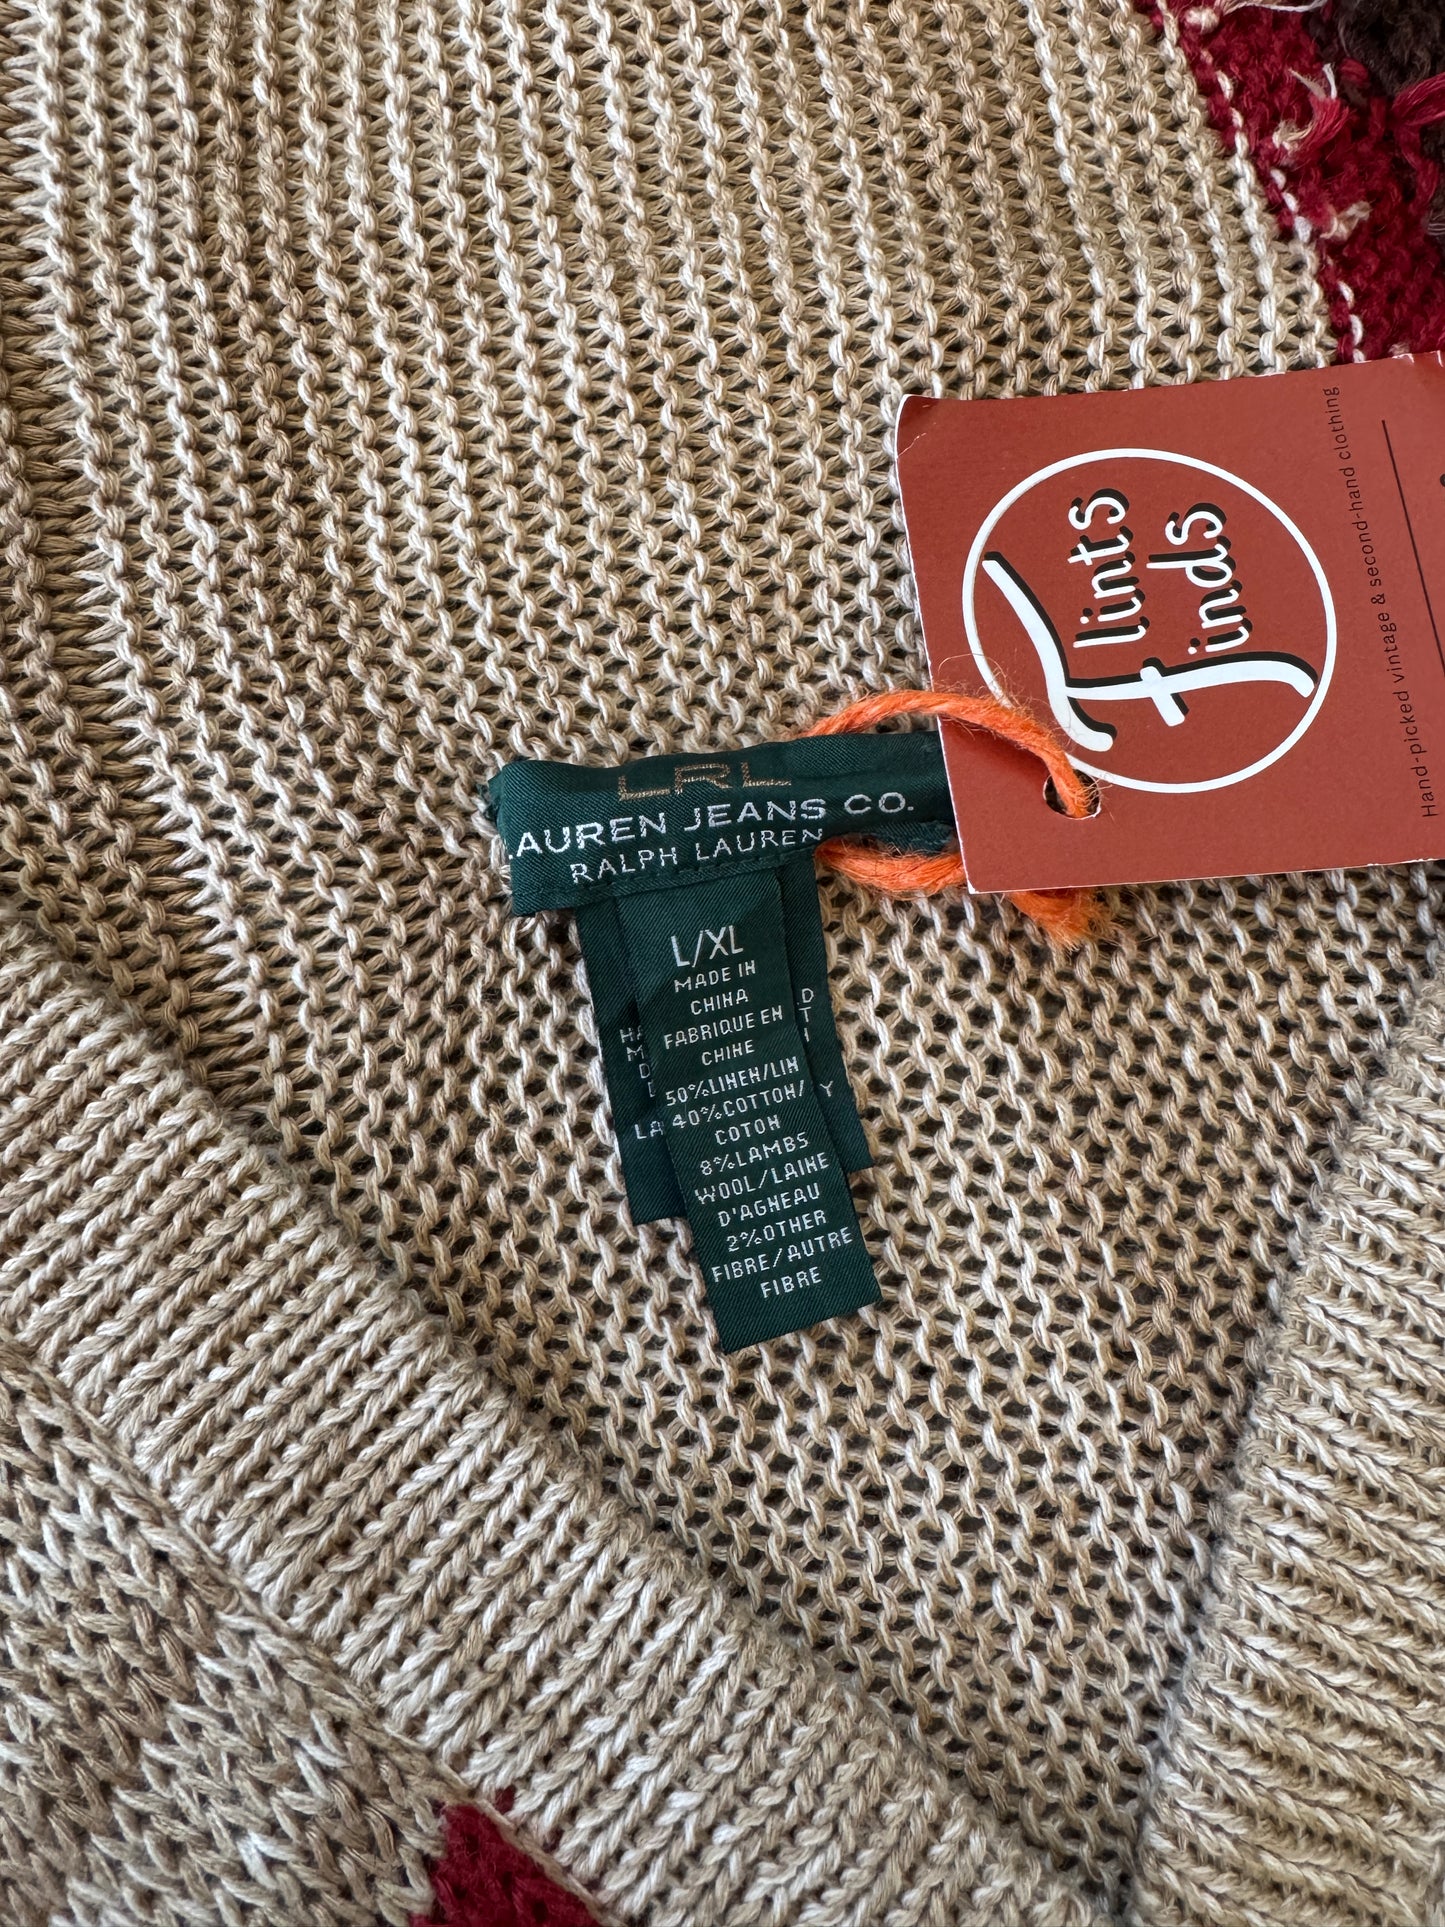 LRL
LAUREN JEANS CO.
RALPH LAUREN
L/XL
MADE IN
CHINA
FABRIQUE EN
CHINE
50%LINEN/LIN
40%COTTON/
COTON
8%LAMBS
WOOL/LAINE
D'AGNEAU
2%OTHER
FIBRE/AUTRE
FIBRE
Flints
Finds
Hand-picked vintage & second-hand clothing